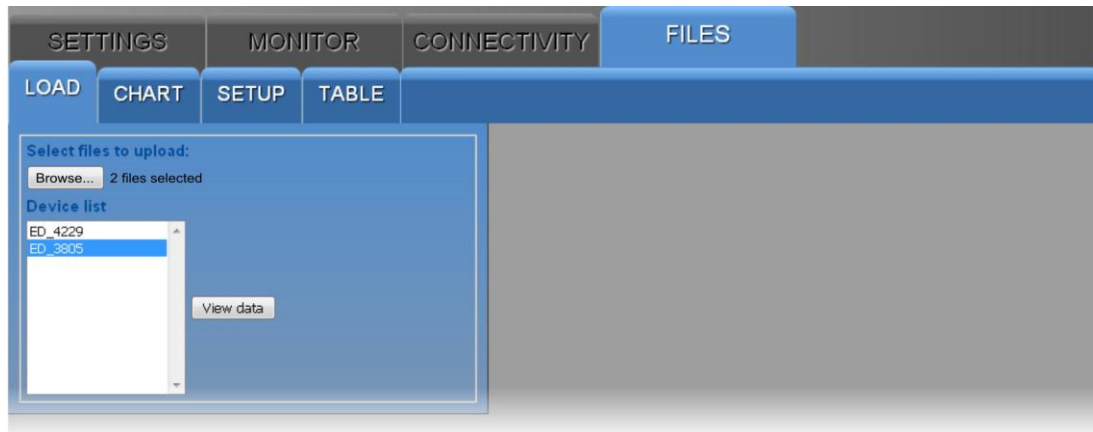 SETTINGS MONITOR CONNECTIVITY FILES
LOAD CHART SETUP TABLE
Select files to upload:
Browse... 2 files selected
Device list
ED_4229
ED_3805
View data